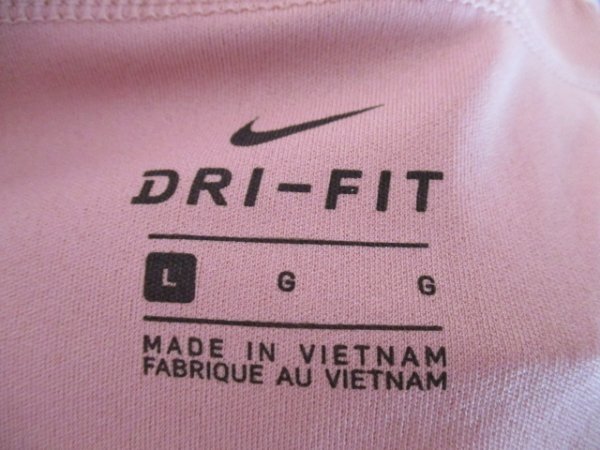 DRI-FIT
L G G
MADE IN VIETNAM
FABRIQUE AU VIETNAM